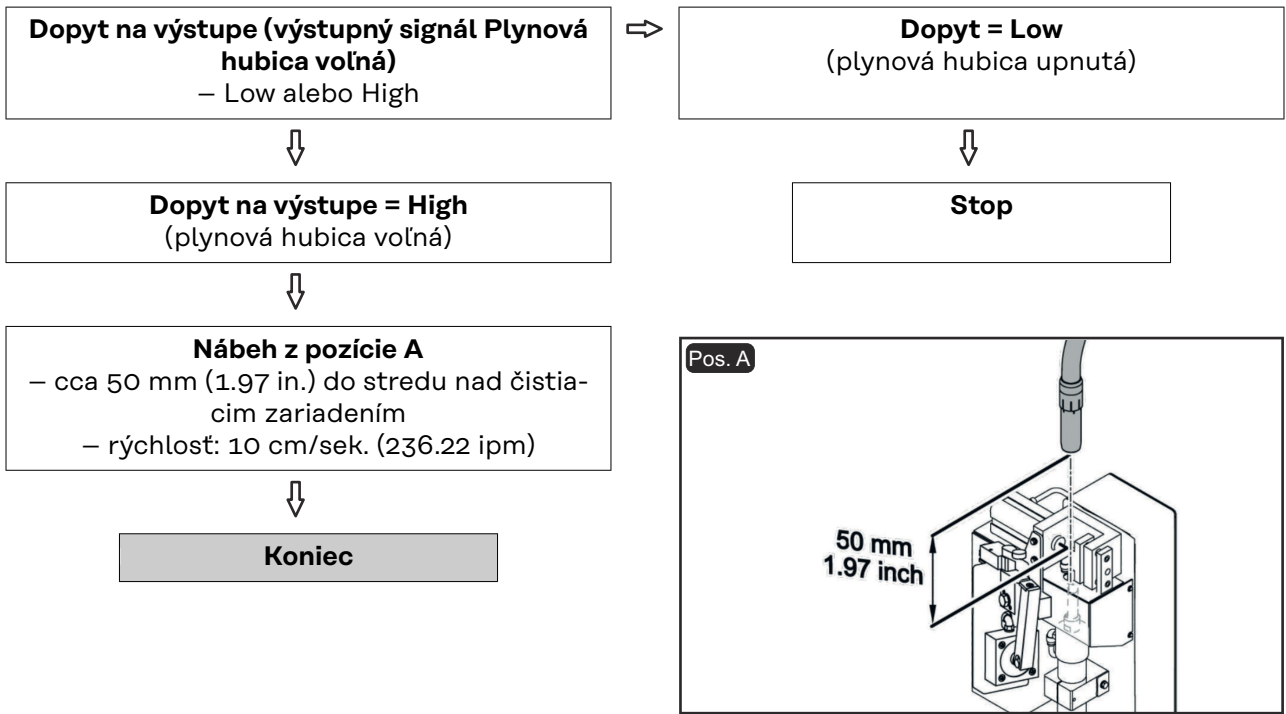 Dopyt na výstupe (výstupný signál Plynová
hubica voľná)
– Low alebo High
Dopyt = Low
(plynová hubica upnutá)
Dopyt na výstupe = High
(plynová hubica voľná)
Stop
Nábeh z pozície A
– cca 50 mm (1.97 in.) do stredu nad čistia-
cim zariadením
– rýchlosť: 10 cm/sek. (236.22 ipm)
Koniec
Pos. A
50 mm
1.97 inch